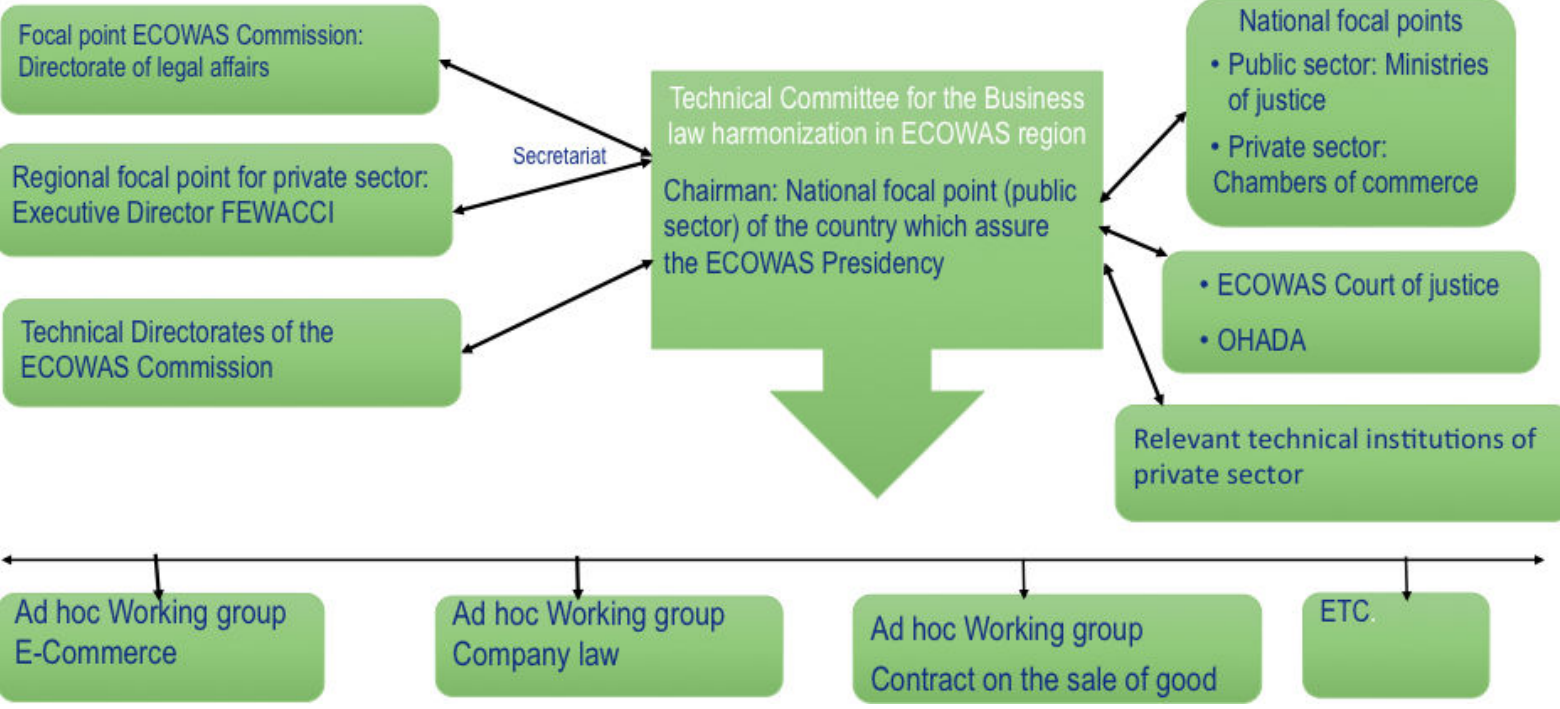 Focal point ECOWAS Commission:
Directorate of legal affairs
Regional focal point for private sector:
Executive Director FEWACCI
Technical Directorates of the
ECOWAS Commission
Secretariat
Technical Committee for the Business
law harmonization in ECOWAS region
Chairman: National focal point (public
sector) of the country which assure
the ECOWAS Presidency
National focal points
• Public sector: Ministries
of justice
• Private sector:
Chambers of commerce
• ECOWAS Court of justice
• OHADA
Relevant technical institutions of
private sector
Ad hoc Working group
E-Commerce
Ad hoc Working group
Company law
Ad hoc Working group
Contract on the sale of good
ETC.